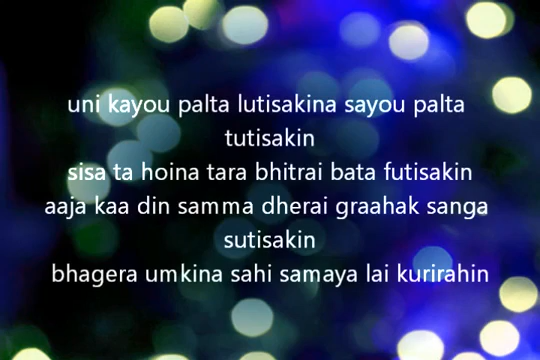 uni kayou palta lutisakina sayou palta
tutisakin
sisa ta hoina tara bhitrai bata futisakin
aaja kaa din samma dherai graahak sanga
sutisakin
bhagera umkina sahi samaya lai kurirahin